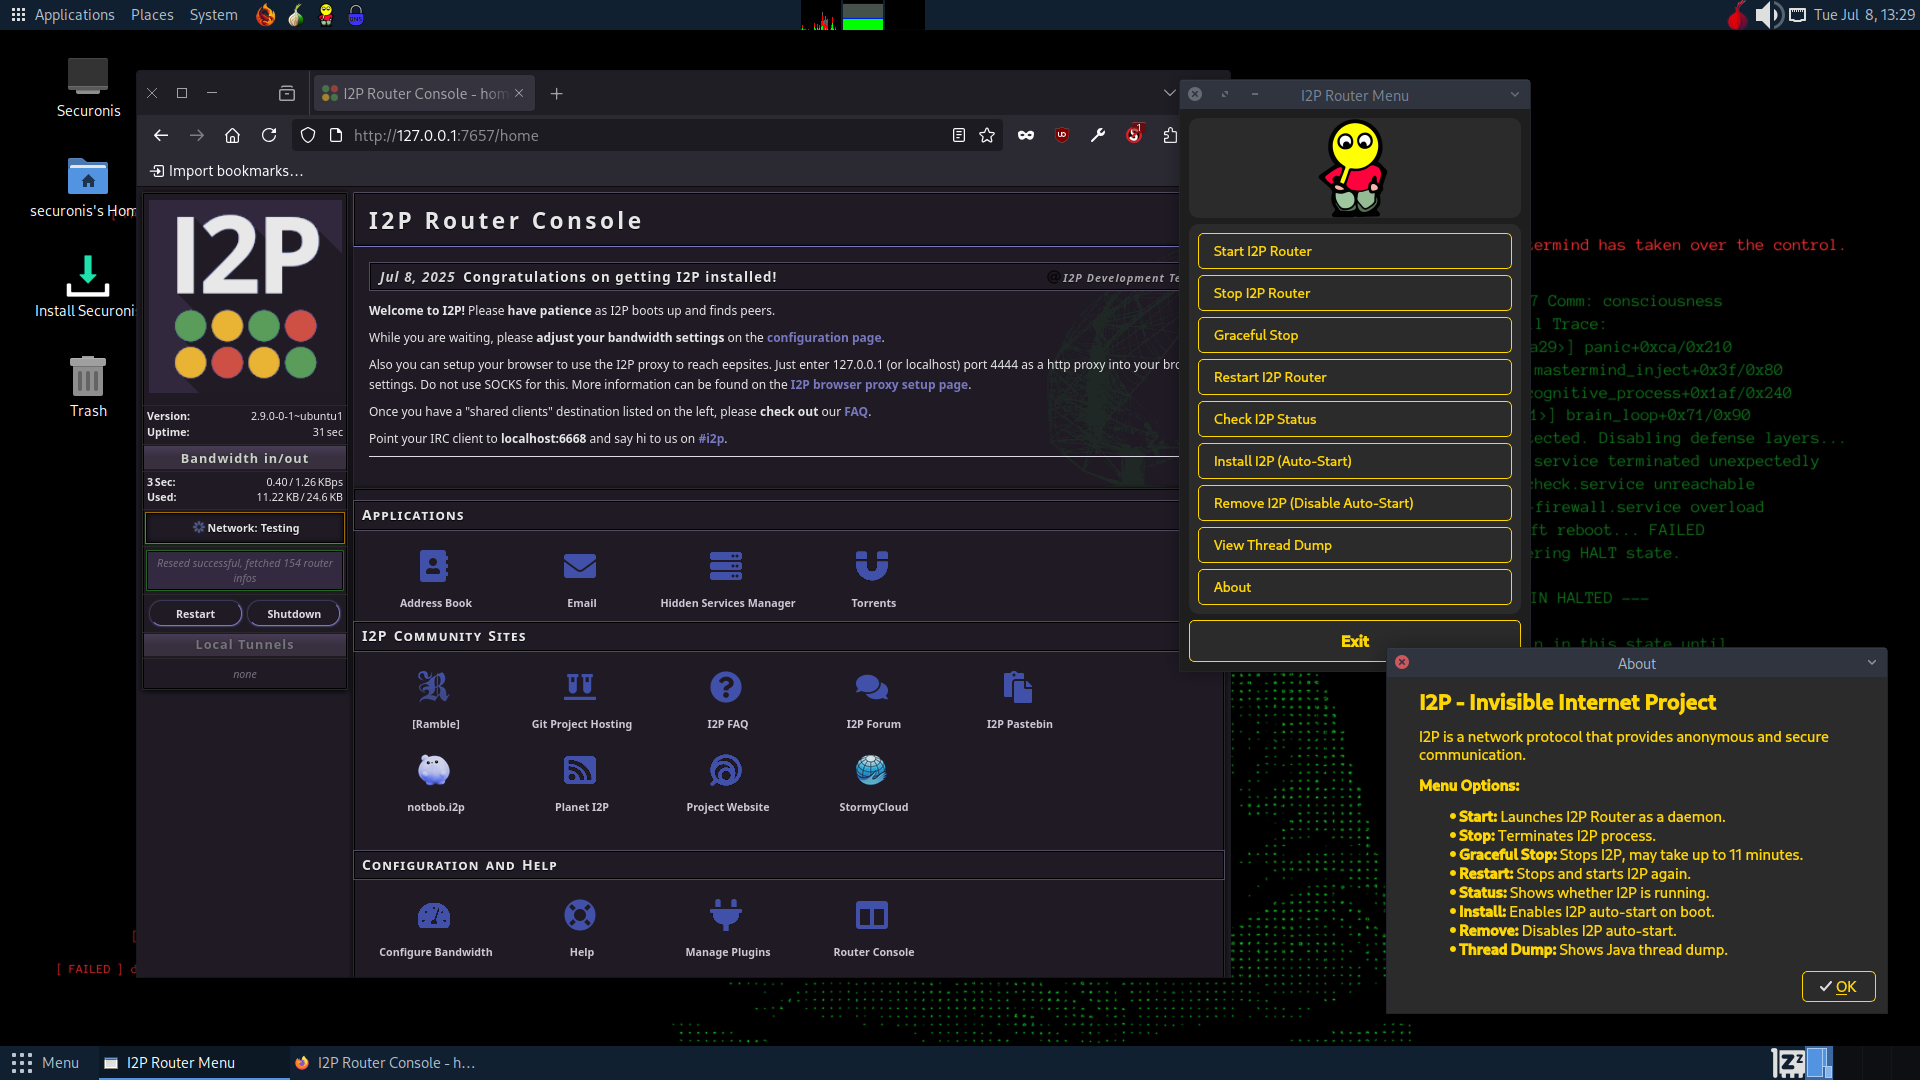 Applications Places System
Tue Jul 8, 13:29
Securonis
securonis's Hom
Install Securonis
Trash
I2P Router Console - hom
http://127.0.0.1:7657/home
Import bookmarks…
I2P
Version: 2.9.0-0-1~ubuntu1
Uptime: 31 sec
Bandwidth in/out
3 Sec: 0.40 / 1.26 KBps
Used: 11.22 KB / 24.6 KB
Network: Testing
Reseed successful, fetched 154 router
infos
Restart Shutdown
Local Tunnels
none
I2P Router Console
Jul 8, 2025 Congratulations on getting I2P installed!
@ I2P Development Te
Welcome to I2P! Please have patience as I2P boots up and finds peers.
While you are waiting, please adjust your bandwidth settings on the configuration page.
Also you can setup your browser to use the I2P proxy to reach eepsites. Just enter 127.0.0.1 (or localhost) port 4444 as a http proxy into your bro
settings. Do not use SOCKS for this. More information can be found on the I2P browser proxy setup page.
Once you have a "shared clients" destination listed on the left, please check out our FAQ.
Point your IRC client to localhost:6668 and say hi to us on #i2p.
Applications
Address Book Email Hidden Services Manager Torrents
I2P Community Sites
[Ramble] Git Project Hosting I2P FAQ I2P Forum I2P Pastebin
notbob.i2p Planet I2P Project Website StormyCloud
Configuration and Help
Configure Bandwidth Help Manage Plugins Router Console
I2P Router Menu
Start I2P Router
Stop I2P Router
Graceful Stop
Restart I2P Router
Check I2P Status
Install I2P (Auto-Start)
Remove I2P (Disable Auto-Start)
View Thread Dump
About
Exit
termind has taken over the control.
7 Comm: consciousness
l Trace:
a29>] panic+0xca/0x210
mastermind_inject+0x3f/0x80
cognitive_process+0x1af/0x240
1>] brain_loop+0x71/0x90
lected. Disabling defense layers...
service terminated unexpectedly
check.service unreachable
-firewall.service overload
ft reboot... FAILED
ring HALT state.
IN HALTED ---
n in this state until
[ FAILED ]
About
I2P - Invisible Internet Project
I2P is a network protocol that provides anonymous and secure
communication.
Menu Options:
• Start: Launches I2P Router as a daemon.
• Stop: Terminates I2P process.
• Graceful Stop: Stops I2P, may take up to 11 minutes.
• Restart: Stops and starts I2P again.
• Status: Shows whether I2P is running.
• Install: Enables I2P auto-start on boot.
• Remove: Disables I2P auto-start.
• Thread Dump: Shows Java thread dump.
OK
Menu I2P Router Menu I2P Router Console - h…